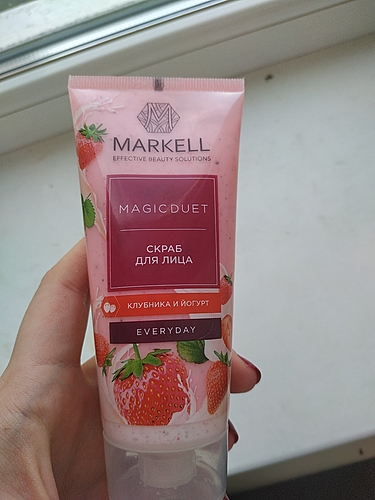 MARKELL
EFFECTIVE BEAUTY SOLUTIONS
MAGICDUET
СКРАБ
ДЛЯ ЛИЦА
КЛУБНИКА И ЙОГУРТ
EVERYDAY